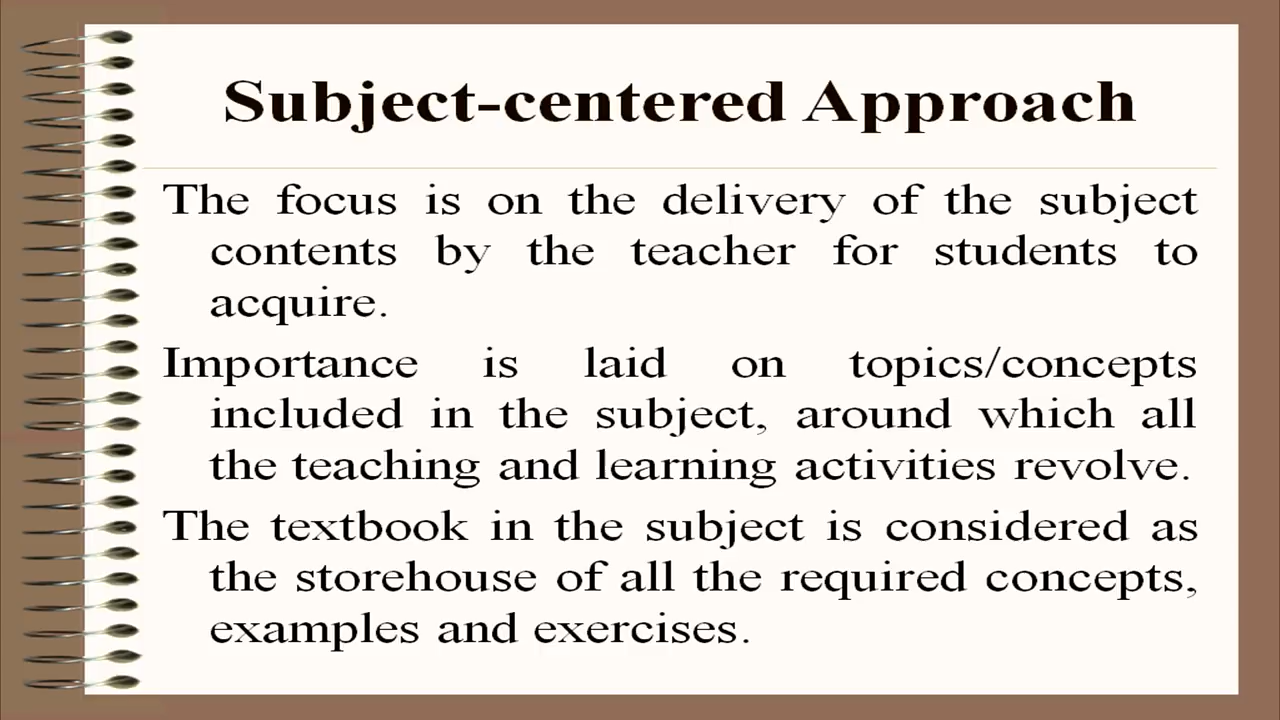 Subject-centered Approach
The focus is on the delivery of the subject
contents by the teacher for students to
acquire.
Importance is laid on topics/concepts
included in the subject, around which all
the teaching and learning activities revolve.
The textbook in the subject is considered as
the storehouse of all the required concepts,
examples and exercises.